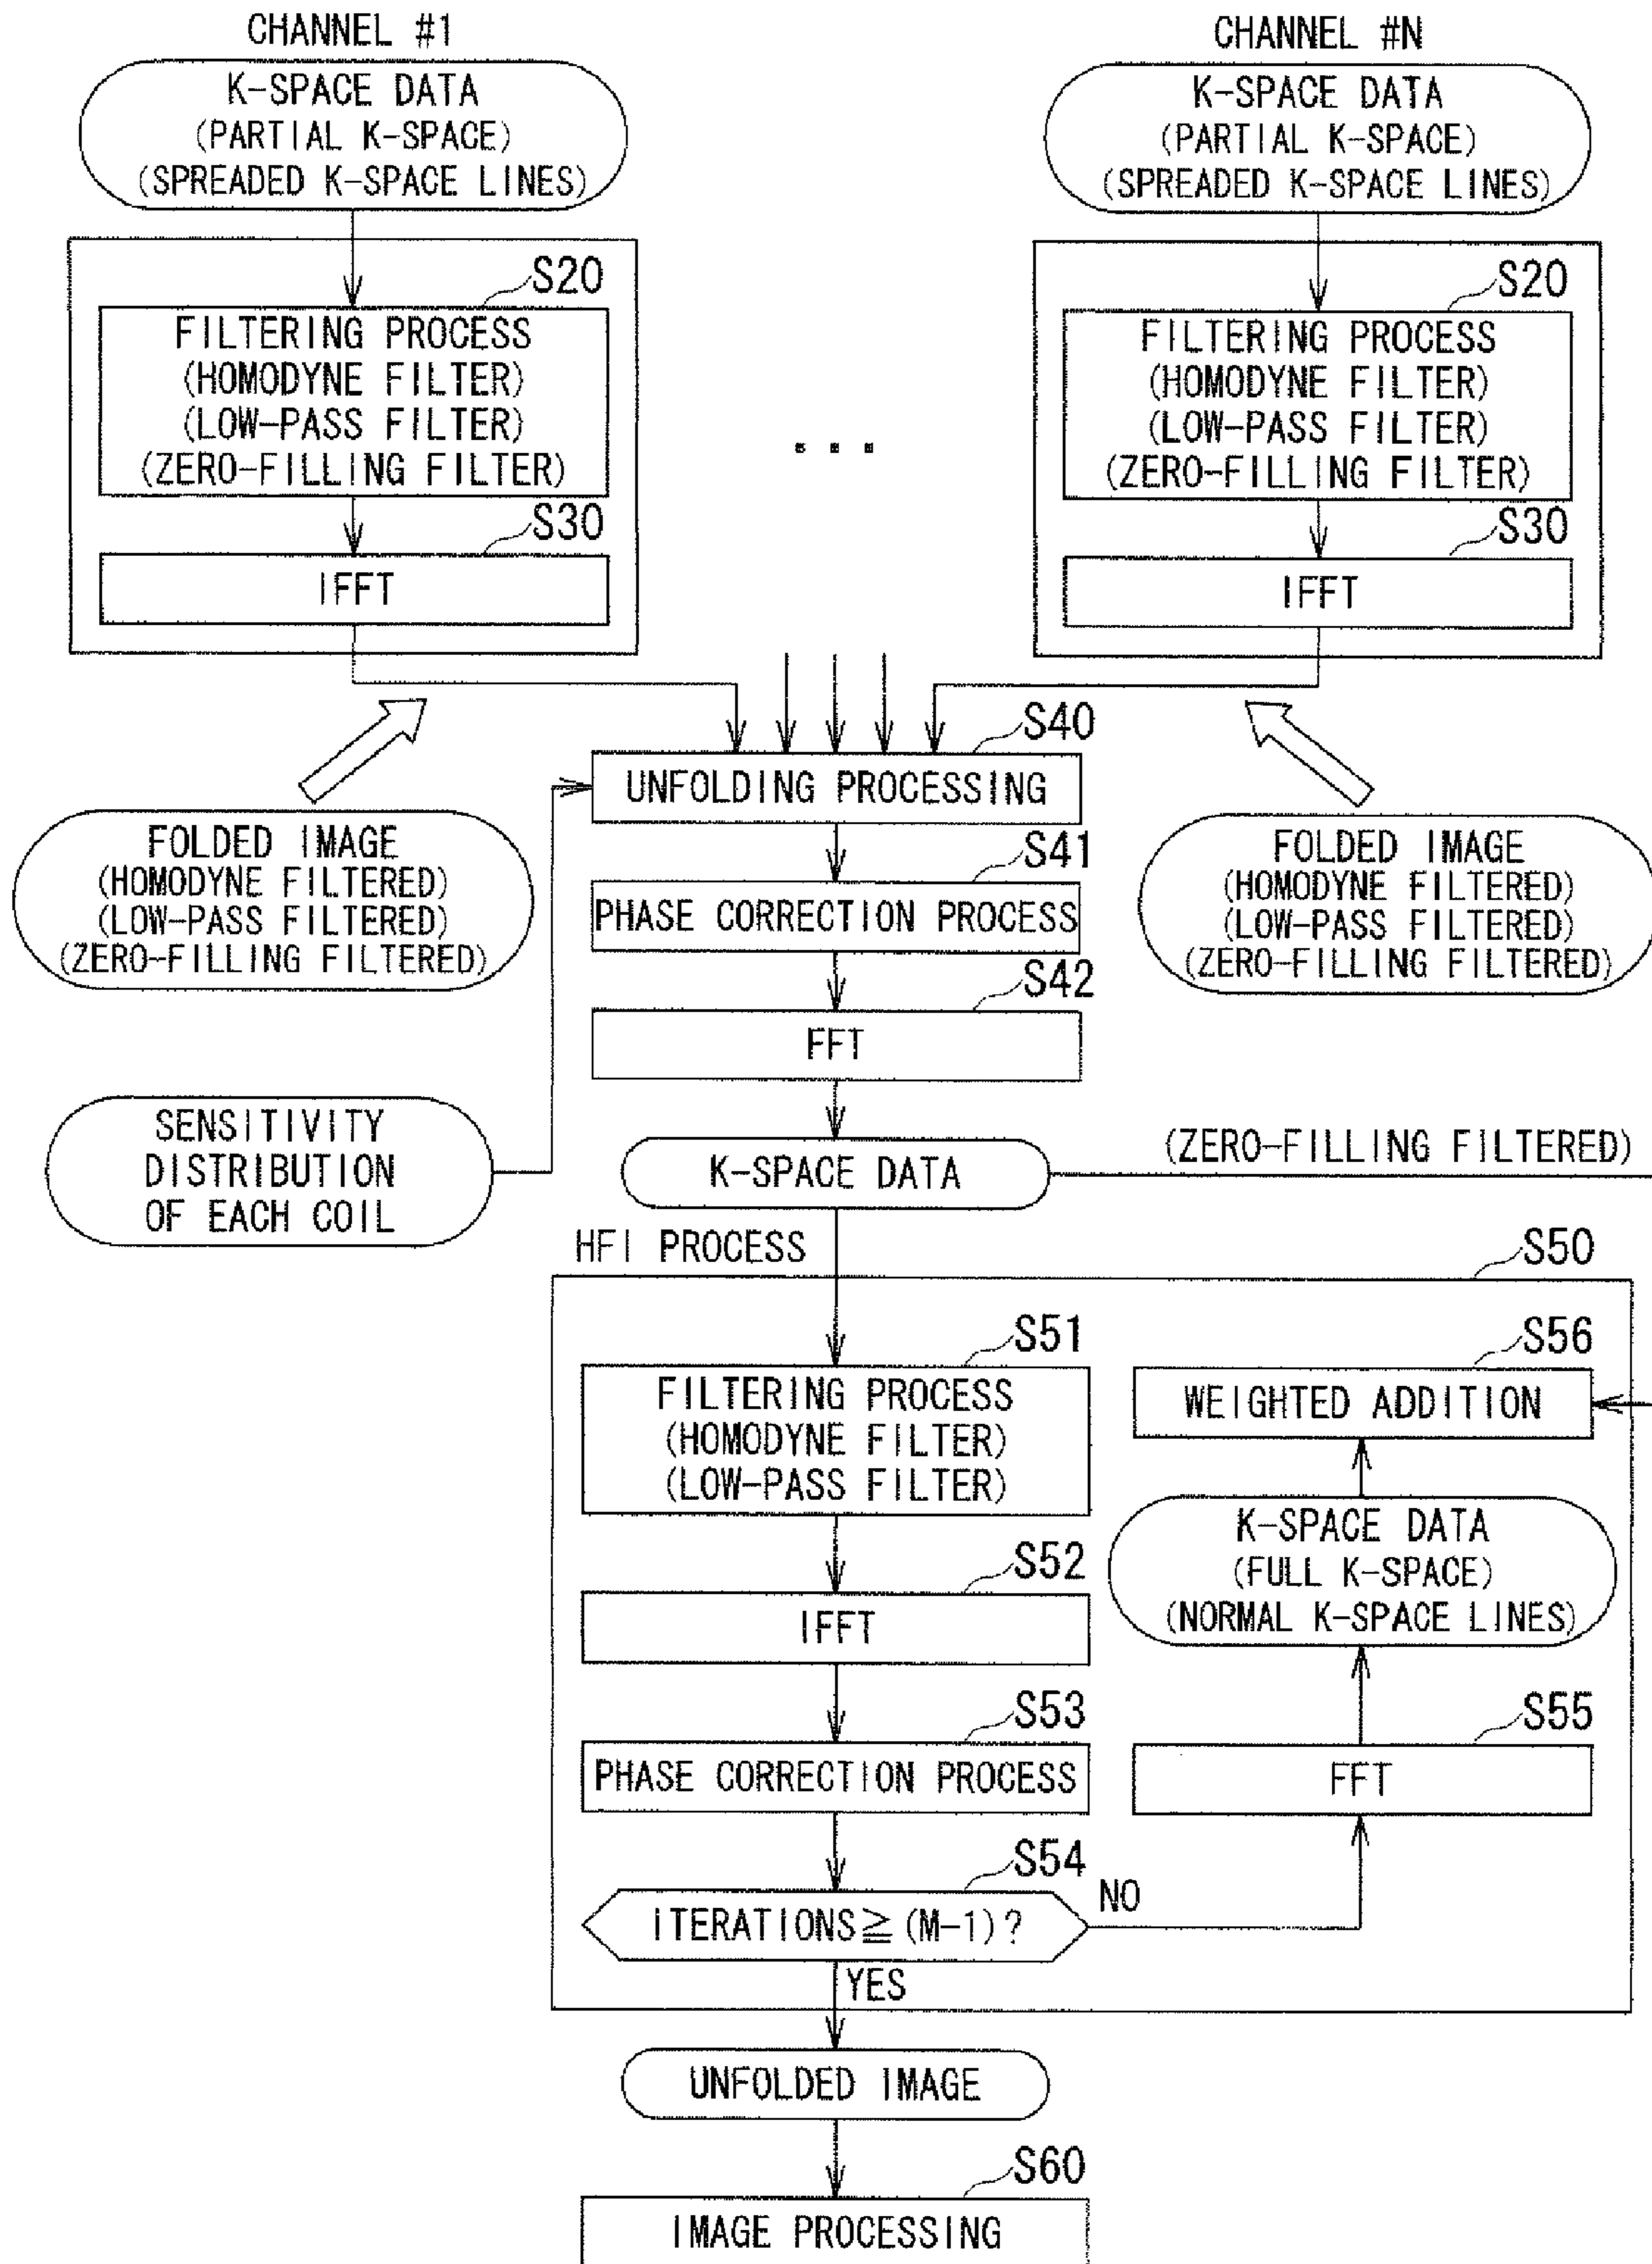 CHANNEL #1
K-SPACE DATA
(PARTIAL K-SPACE)
(SPREADED K-SPACE LINES)
S20
FILTERING PROCESS
(HOMODYNE FILTER)
(LOW-PASS FILTER)
(ZERO-FILLING FILTER)
S30
IFFT
...
CHANNEL #N
K-SPACE DATA
(PARTIAL K-SPACE)
(SPREADED K-SPACE LINES)
S20
FILTERING PROCESS
(HOMODYNE FILTER)
(LOW-PASS FILTER)
(ZERO-FILLING FILTER)
S30
IFFT
FOLDED IMAGE
(HOMODYNE FILTERED)
(LOW-PASS FILTERED)
(ZERO-FILLING FILTERED)
FOLDED IMAGE
(HOMODYNE FILTERED)
(LOW-PASS FILTERED)
(ZERO-FILLING FILTERED)
S40
UNFOLDING PROCESSING
S41
PHASE CORRECTION PROCESS
S42
FFT
SENSITIVITY
DISTRIBUTION
OF EACH COIL
K-SPACE DATA
(ZERO-FILLING FILTERED)
HFI PROCESS
S50
S51
FILTERING PROCESS
(HOMODYNE FILTER)
(LOW-PASS FILTER)
S52
IFFT
S53
PHASE CORRECTION PROCESS
S54
ITERATIONS≧(M-1)?
NO
YES
S55
FFT
K-SPACE DATA
(FULL K-SPACE)
(NORMAL K-SPACE LINES)
S56
WEIGHTED ADDITION
UNFOLDED IMAGE
S60
IMAGE PROCESSING